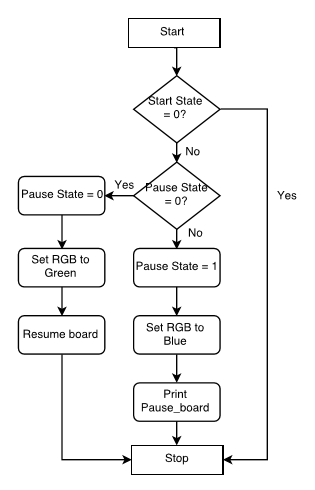 Start
Start State
= 0?
No
Yes
Pause State
= 0?
Yes
Pause State = 0
No
Set RGB to
Green
Pause State = 1
Resume board
Set RGB to
Blue
Print
Pause_board
Stop